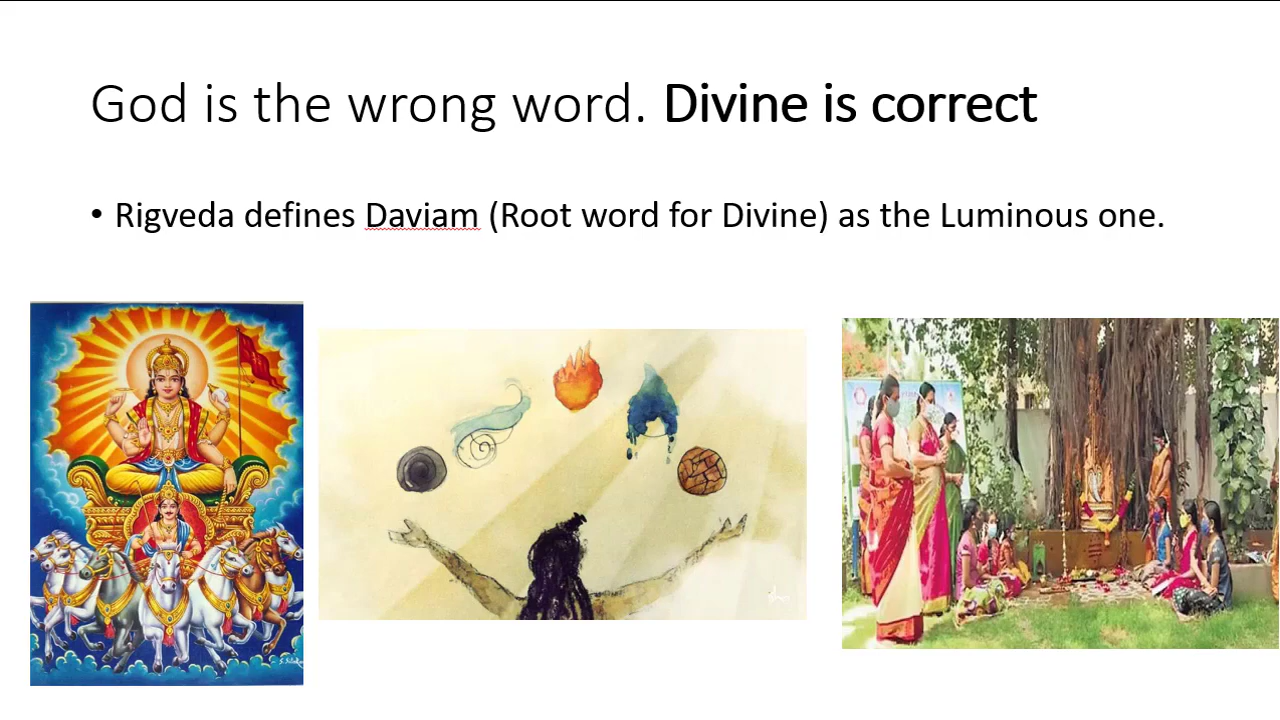 God is the wrong word. Divine is correct
• Rigveda defines Daviam (Root word for Divine) as the Luminous one.